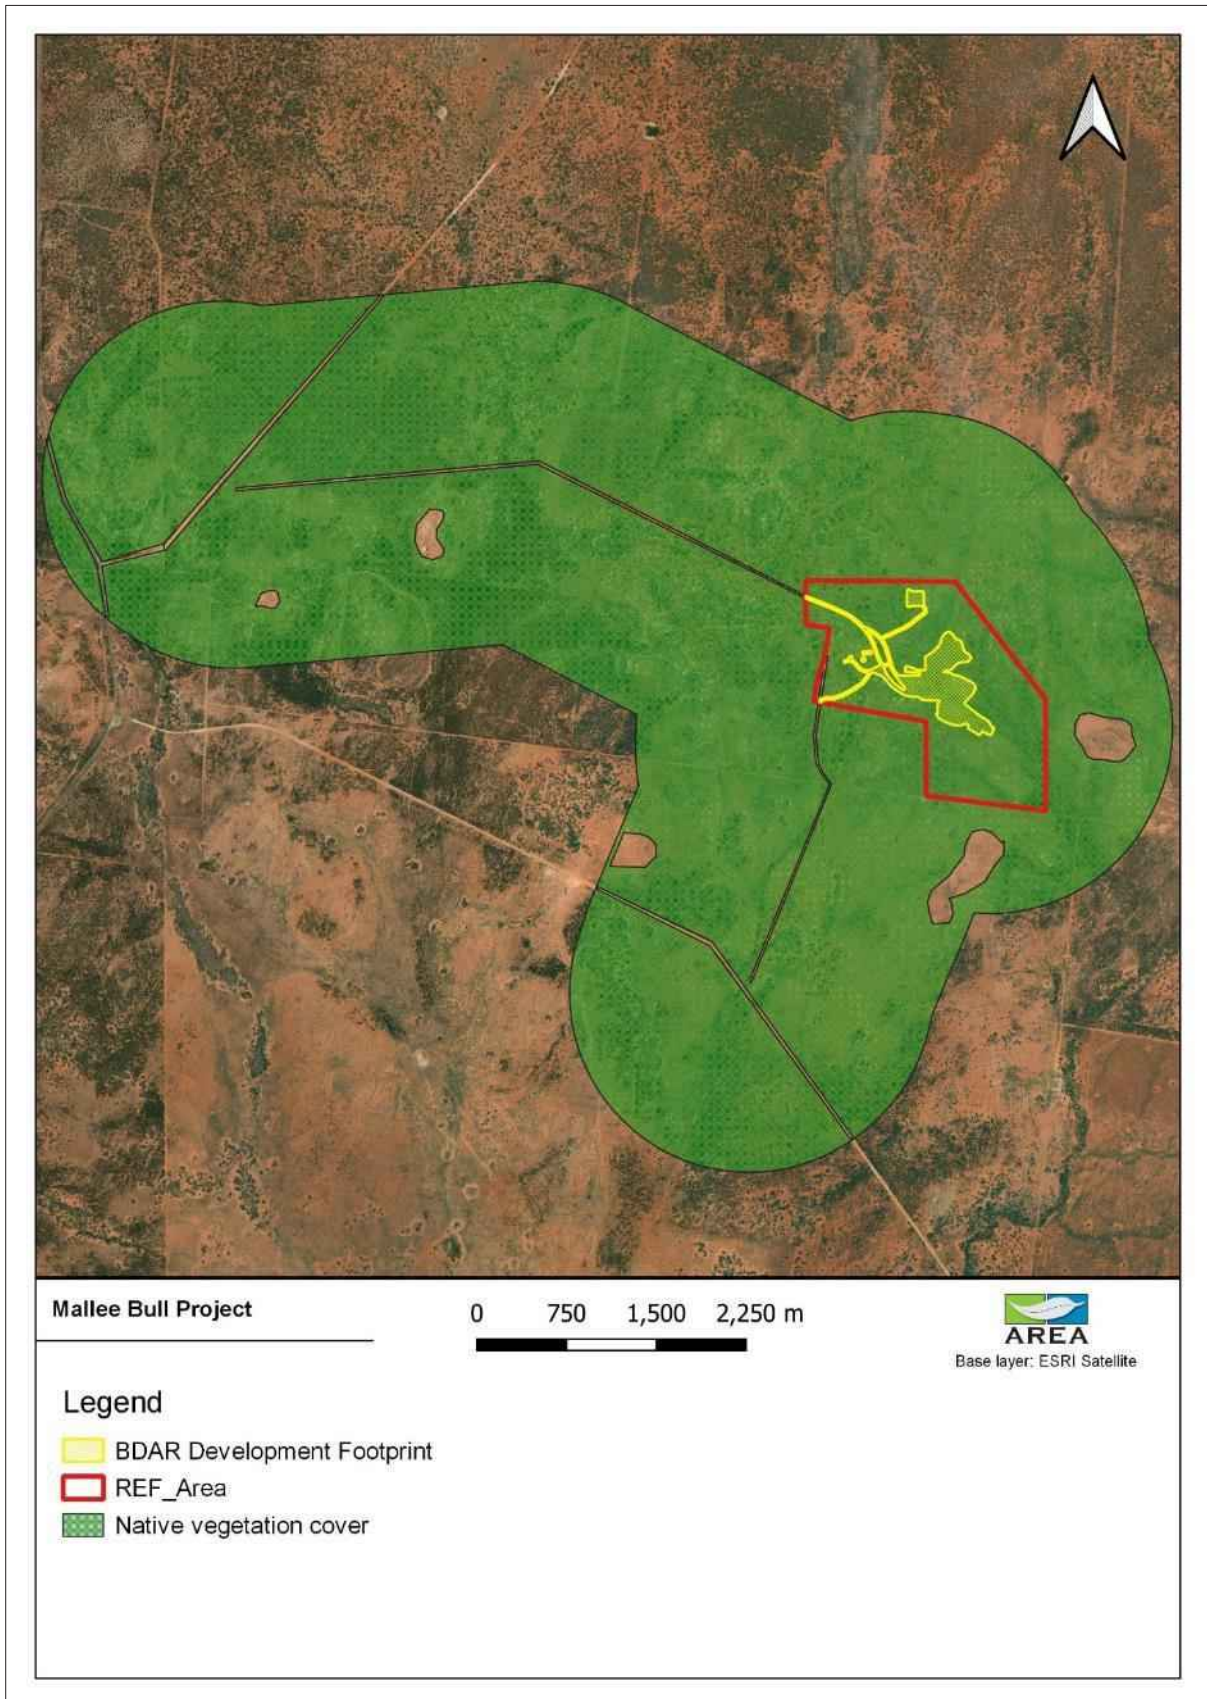 Mallee Bull Project
0 750 1,500 2,250 m
AREA
Base layer: ESRI Satellite
Legend
BDAR Development Footprint
REF_Area
Native vegetation cover